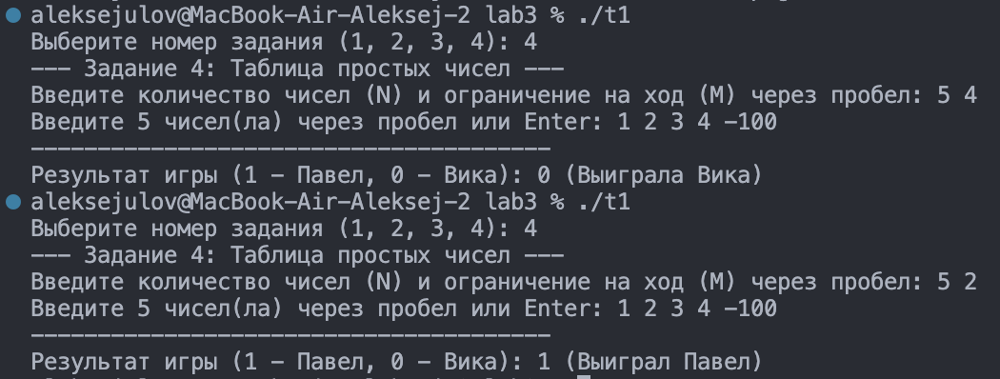 aleksejulov@MacBook-Air-Aleksej-2 lab3 % ./t1
Выберите номер задания (1, 2, 3, 4): 4
--- Задание 4: Таблица простых чисел ---
Введите количество чисел (N) и ограничение на ход (M) через пробел: 5 4
Введите 5 чисел(ла) через пробел или Enter: 1 2 3 4 -100
---------------------------------------
Результат игры (1 - Павел, 0 - Вика): 0 (Выиграла Вика)
aleksejulov@MacBook-Air-Aleksej-2 lab3 % ./t1
Выберите номер задания (1, 2, 3, 4): 4
--- Задание 4: Таблица простых чисел ---
Введите количество чисел (N) и ограничение на ход (M) через пробел: 5 2
Введите 5 чисел(ла) через пробел или Enter: 1 2 3 4 -100
---------------------------------------
Результат игры (1 - Павел, 0 - Вика): 1 (Выиграл Павел)